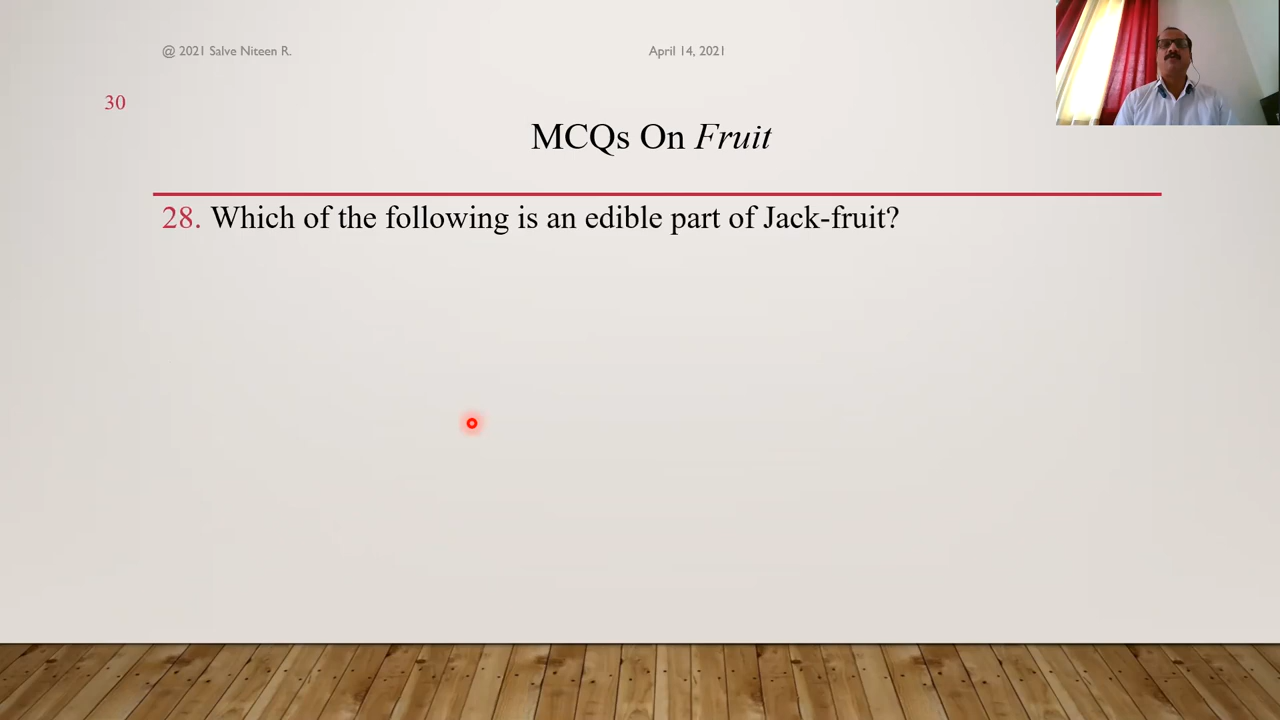 @ 2021 Salve Niteen R.
April 14, 2021
30
MCQs On Fruit
28. Which of the following is an edible part of Jack-fruit?